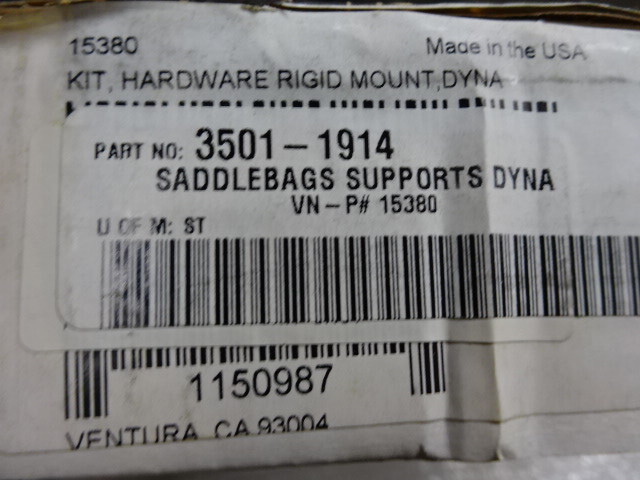 15380
Made in the USA
KIT, HARDWARE RIGID MOUNT,DYNA
PART NO: 3501-1914
SADDLEBAGS SUPPORTS DYNA
VN-P# 15380
U OF M: ST
1150987
VENTURA, CA 93004